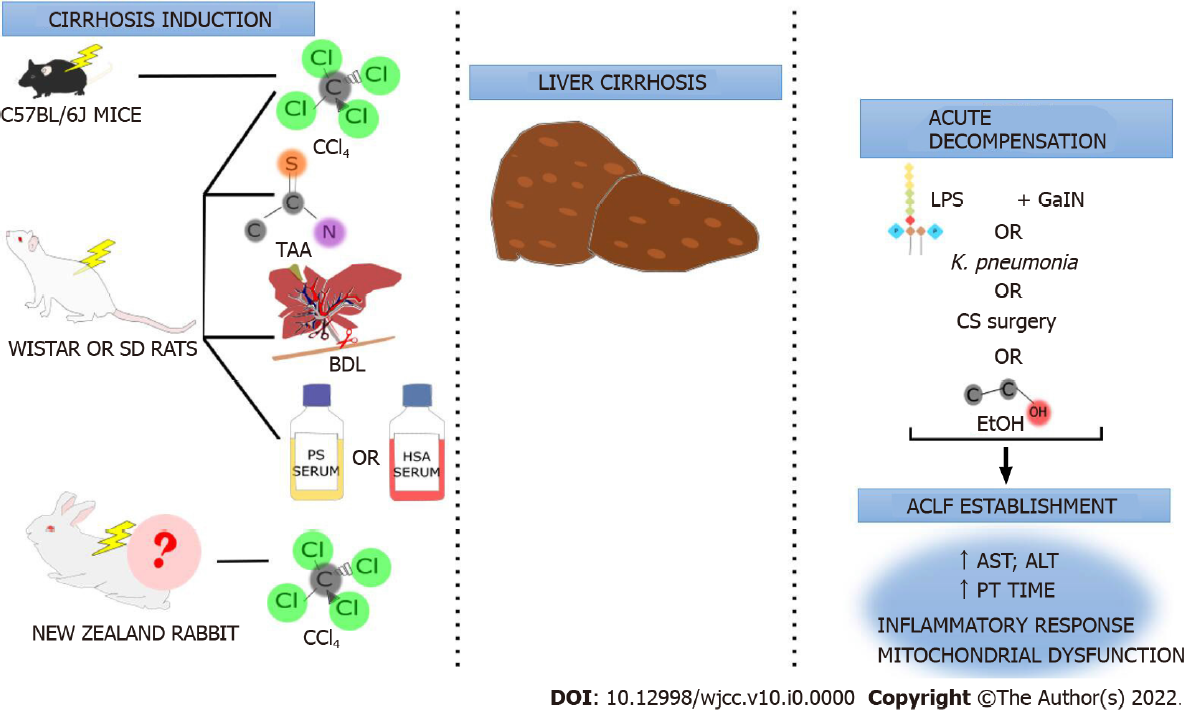 CIRRHOSIS INDUCTION
C57BL/6J MICE
Cl
Cl
C
Cl
Cl
CCl₄
S
C
C
N
TAA
WISTAR OR SD RATS
BDL
PS
SERUM
OR
HSA
SERUM
?
NEW ZEALAND RABBIT
Cl
Cl
C
Cl
Cl
CCl₄
LIVER CIRRHOSIS
ACUTE
DECOMPENSATION
LPS + GaIN
P P
OR
K. pneumonia
OR
CS surgery
OR
C C
OH
EtOH
ACLF ESTABLISHMENT
↑ AST; ALT
↑ PT TIME
INFLAMMATORY RESPONSE
MITOCHONDRIAL DYSFUNCTION
DOI: 10.12998/wjcc.v10.i0.0000 Copyright ©The Author(s) 2022.